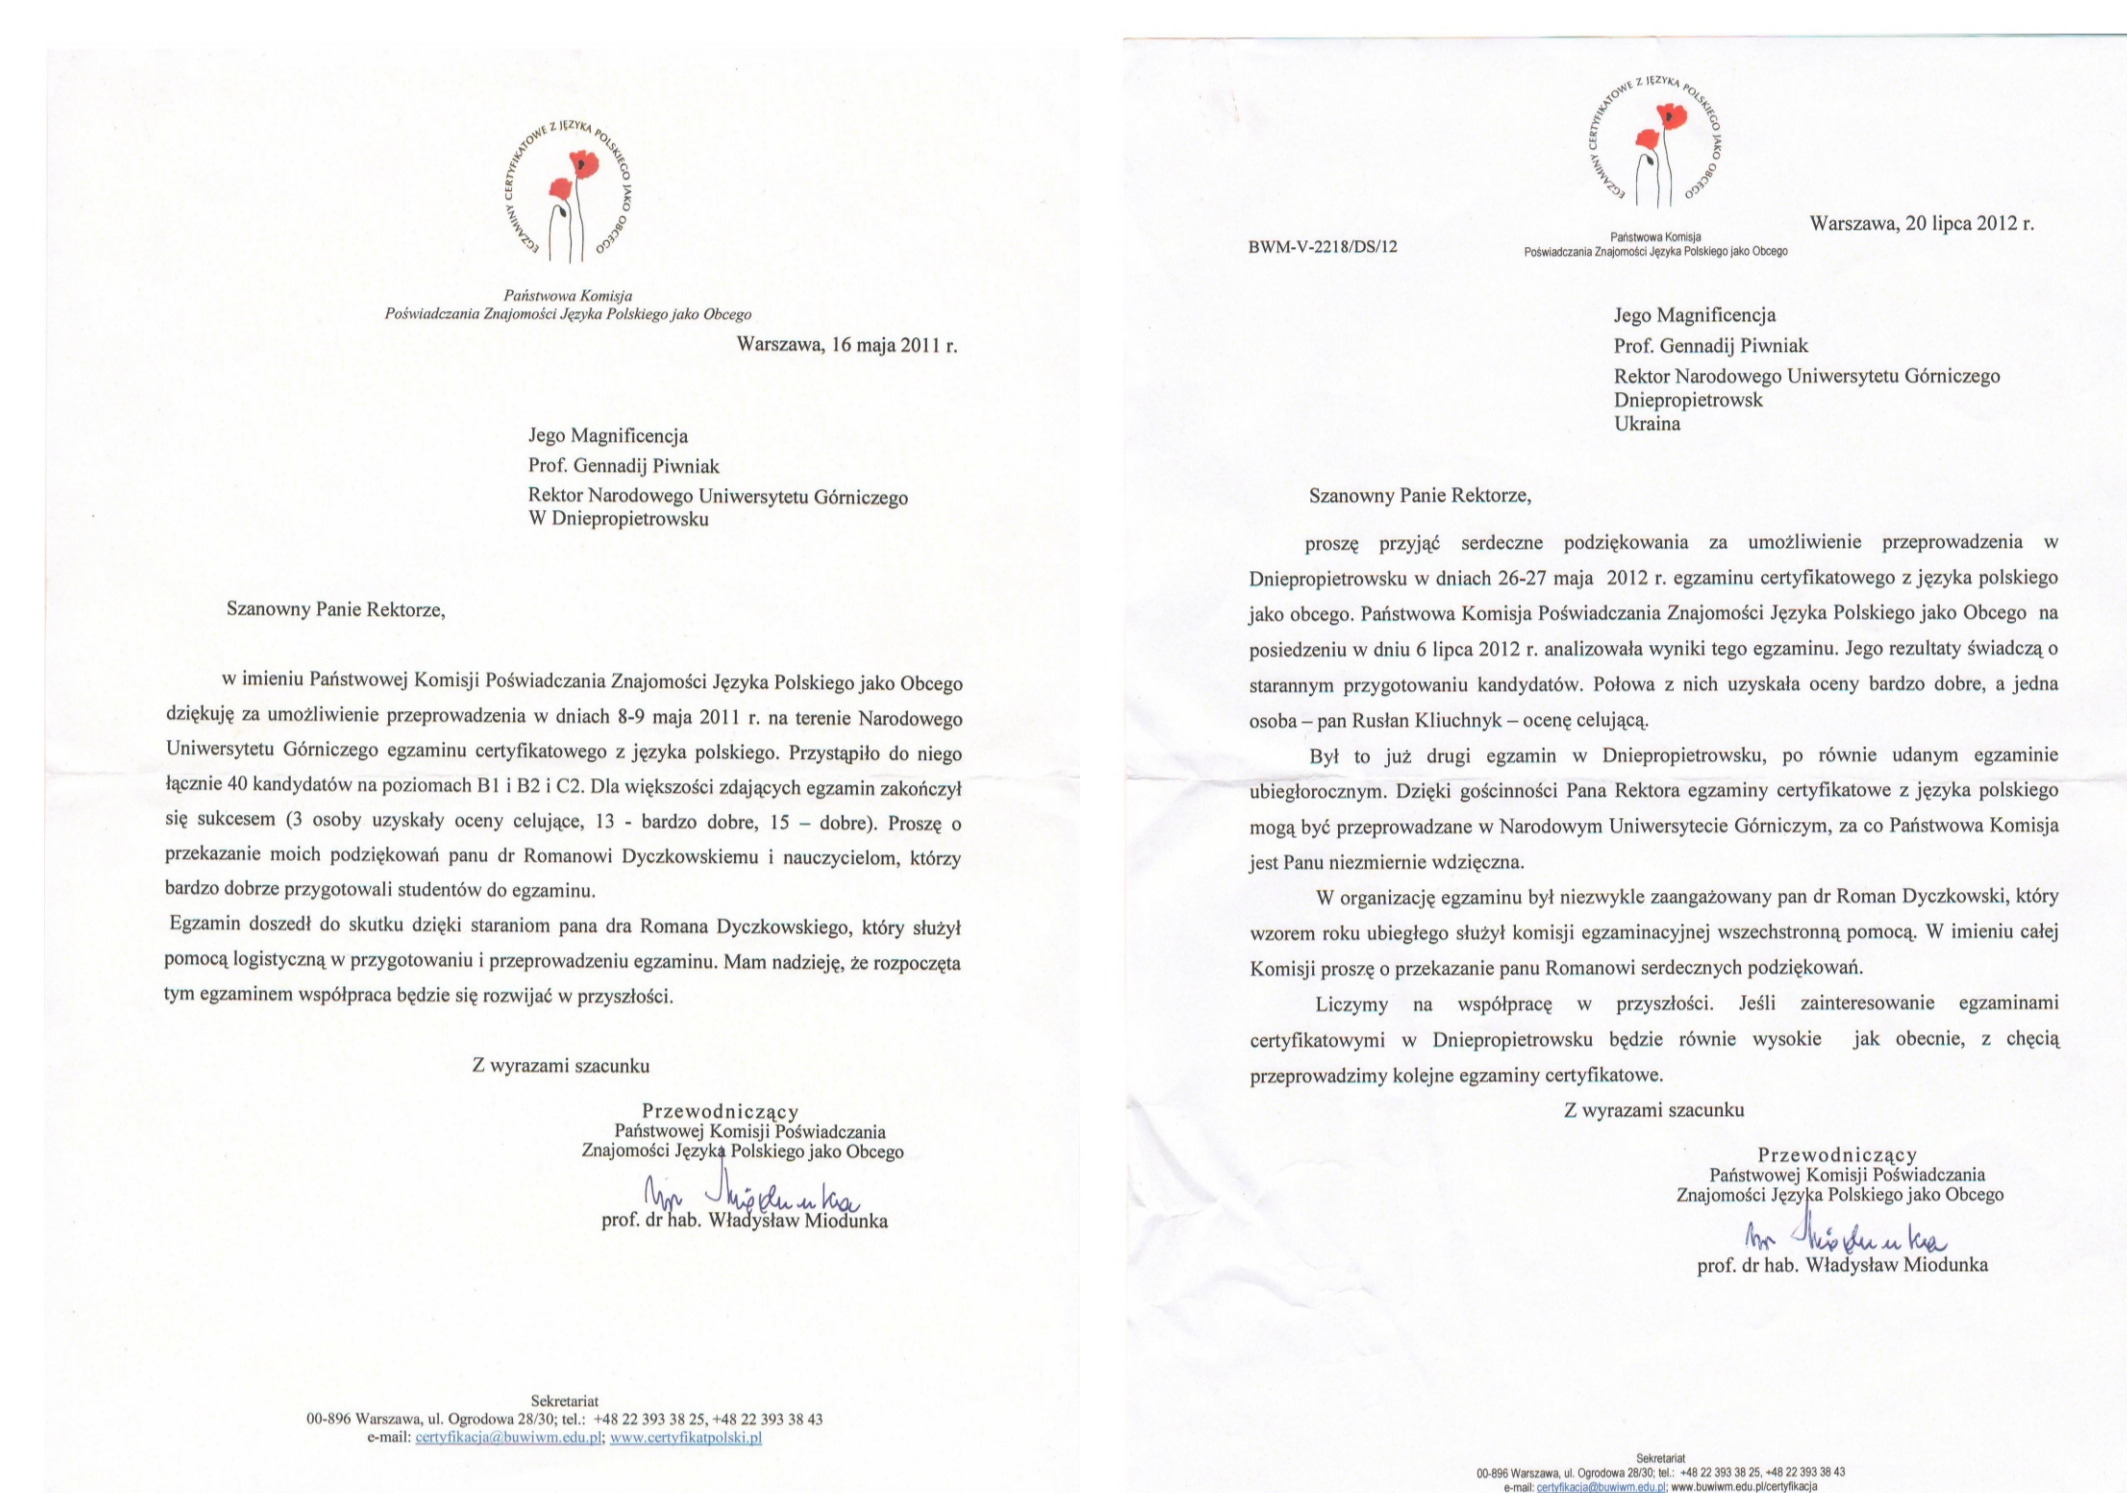 EGZAMINY CERTYFIKATOWE Z JĘZYKA POLSKIEGO JAKO OBCEGO
Państwowa Komisja
Poświadczania Znajomości Języka Polskiego jako Obcego
Warszawa, 16 maja 2011 r.
Jego Magnificencja
Prof. Gennadij Piwniak
Rektor Narodowego Uniwersytetu Górniczego
W Dniepropietrowsku
Szanowny Panie Rektorze,
w imieniu Państwowej Komisji Poświadczania Znajomości Języka Polskiego jako Obcego
dziękuję za umożliwienie przeprowadzenia w dniach 8-9 maja 2011 r. na terenie Narodowego
Uniwersytetu Górniczego egzaminu certyfikatowego z języka polskiego. Przystąpiło do niego
łącznie 40 kandydatów na poziomach B1 i B2 i C2. Dla większości zdających egzamin zakończył
się sukcesem (3 osoby uzyskały oceny celujące, 13 - bardzo dobre, 15 – dobre). Proszę o
przekazanie moich podziękowań panu dr Romanowi Dyczkowskiemu i nauczycielom, którzy
bardzo dobrze przygotowali studentów do egzaminu.
Egzamin doszedł do skutku dzięki staraniom pana dra Romana Dyczkowskiego, który służył
pomocą logistyczną w przygotowaniu i przeprowadzeniu egzaminu. Mam nadzieję, że rozpoczęta
tym egzaminem współpraca będzie się rozwijać w przyszłości.
Z wyrazami szacunku
Przewodniczący
Państwowej Komisji Poświadczania
Znajomości Języka Polskiego jako Obcego
Miodunka
prof. dr hab. Władysław Miodunka
Sekretariat
00-896 Warszawa, ul. Ogrodowa 28/30; tel.: +48 22 393 38 25, +48 22 393 38 43
e-mail: certyfikacja@buwiwm.edu.pl; www.certyfikatpolski.pl
EGZAMINY CERTYFIKATOWE Z JĘZYKA POLSKIEGO JAKO OBCEGO
Warszawa, 20 lipca 2012 r.
BWM-V-2218/DS/12
Państwowa Komisja
Poświadczania Znajomości Języka Polskiego jako Obcego
Jego Magnificencja
Prof. Gennadij Piwniak
Rektor Narodowego Uniwersytetu Górniczego
Dniepropietrowsk
Ukraina
Szanowny Panie Rektorze,
proszę przyjąć serdeczne podziękowania za umożliwienie przeprowadzenia w
Dniepropietrowsku w dniach 26-27 maja 2012 r. egzaminu certyfikatowego z języka polskiego
jako obcego. Państwowa Komisja Poświadczania Znajomości Języka Polskiego jako Obcego na
posiedzeniu w dniu 6 lipca 2012 r. analizowała wyniki tego egzaminu. Jego rezultaty świadczą o
starannym przygotowaniu kandydatów. Połowa z nich uzyskała oceny bardzo dobre, a jedna
osoba – pan Rusłan Kliuchnyk – ocenę celującą.
Był to już drugi egzamin w Dniepropietrowsku, po równie udanym egzaminie
ubiegłorocznym. Dzięki gościnności Pana Rektora egzaminy certyfikatowe z języka polskiego
mogą być przeprowadzane w Narodowym Uniwersytecie Górniczym, za co Państwowa Komisja
jest Panu niezmiernie wdzięczna.
W organizację egzaminu był niezwykle zaangażowany pan dr Roman Dyczkowski, który
wzorem roku ubiegłego służył komisji egzaminacyjnej wszechstronną pomocą. W imieniu całej
Komisji proszę o przekazanie panu Romanowi serdecznych podziękowań.
Liczymy na współpracę w przyszłości. Jeśli zainteresowanie egzaminami
certyfikatowymi w Dniepropietrowsku będzie równie wysokie jak obecnie, z chęcią
przeprowadzimy kolejne egzaminy certyfikatowe.
Z wyrazami szacunku
Przewodniczący
Państwowej Komisji Poświadczania
Znajomości Języka Polskiego jako Obcego
Miodunka
prof. dr hab. Władysław Miodunka
Sekretariat
00-896 Warszawa, ul. Ogrodowa 28/30; tel.: +48 22 393 38 25, +48 22 393 38 43
e-mail: certyfikacja@buwiwm.edu.pl; www.buwiwm.edu.pl/certyfikacja